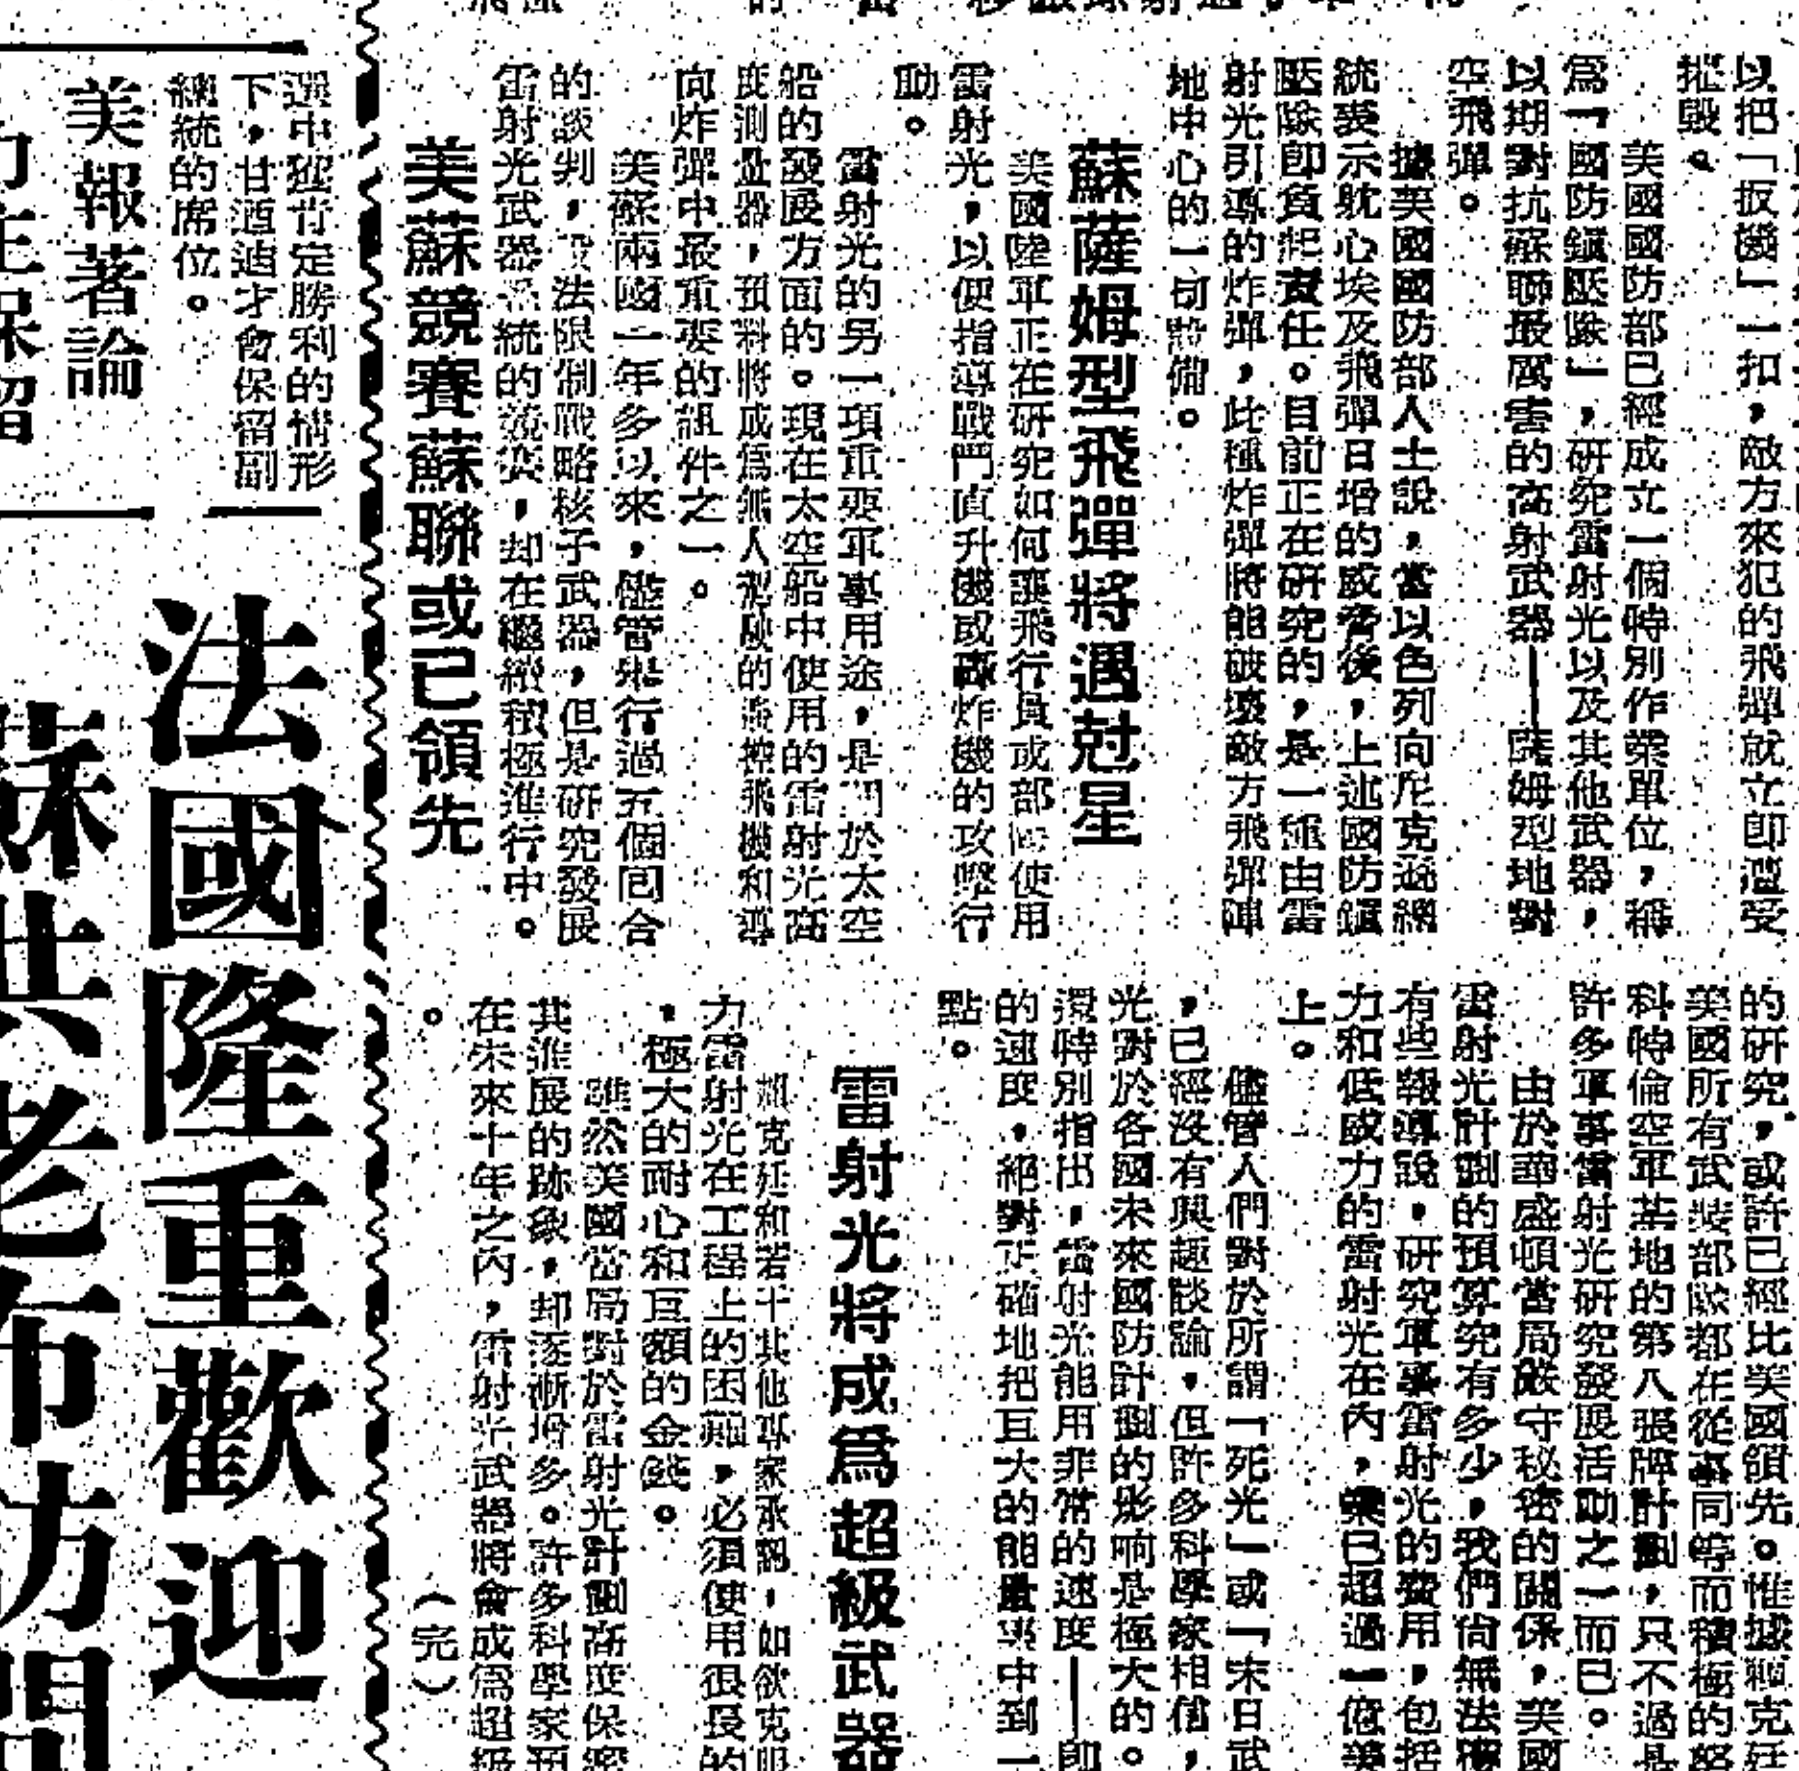 以把「扳機」一扣，敵方來犯的飛彈就立即遭受
摧毀。
美國國防部已經成立一個特別作業單位，稱
爲「國防鎭壓隊」，研究雷射光以及其他武器，
以期對抗蘇聯最厲害的高射武器——薩姆型地對
空飛彈。
據美國國防部人士說，當以色列向尼克遜總
統表示躭心埃及飛彈日增的威脅後，上述國防鎭
壓隊卽負起責任。目前正在研究的，是一種由雷
射光引導的炸彈，此種炸彈將能破壞敵方飛彈陣
地中心的一切設備。
蘇薩姆型飛彈將遇尅星
美國陸軍正在研究如何讓飛行員或部隊使用
雷射光，以便指導戰鬥直升機或轟炸機的攻擊行
動。
雷射光的另一項重要軍事用途，是關於太空
船的發展方面的。現在太空船中使用的雷射光高
度測量器，預料將成爲無人駕駛的遙控飛機和導
向炸彈中最重要的組件之一。
美蘇兩國一年多以來，儘管舉行過五個回合
的談判，設法限制戰略核子武器，但是硏究發展
雷射光武器系統的競賽，却在繼續積極進行中。
美蘇競賽蘇聯或已領先
的研究，或許已經比美國領先。惟據
美國所有武裝部隊都在從事同等而積極的
科特倫空軍基地的第八張牌計劃，只不過是
許多軍事雷射光研究發展活動之一而已。
由於華盛頓當局嚴守秘密的關係，美國
雷射光計劃的預算究有多少，我們尙無法
有些報導說，研究軍事雷射光的費用，包括
力和低威力的雷射光在內，業已超過一億美
上。
儘管人們對於所謂「死光」或「末日武
，已經沒有興趣談論，但許多科學家相信，
光對於各國未來國防計劃的影响是極大的。
還特別指出，雷射光能用非常的速度——卽
的速度，絕對正確地把巨大的能量集中到一
點。
雷射光將成爲超級武器
克廷和若干其他專家承認，如欲克服
力雷射光在工程上的困難，必須使用很長的
，極大的耐心和巨額的金錢。
雖然美國當局對於雷射光計劃高度保密
其進展的跡象，却逐漸增多。許多科學家預
在未來十年之內，雷射光武器將會成爲超級
。（完）
選中獲肯定勝利的情形
下，甘迺迪才會保留副
總統的席位。
美報著論
法國隆重歡迎